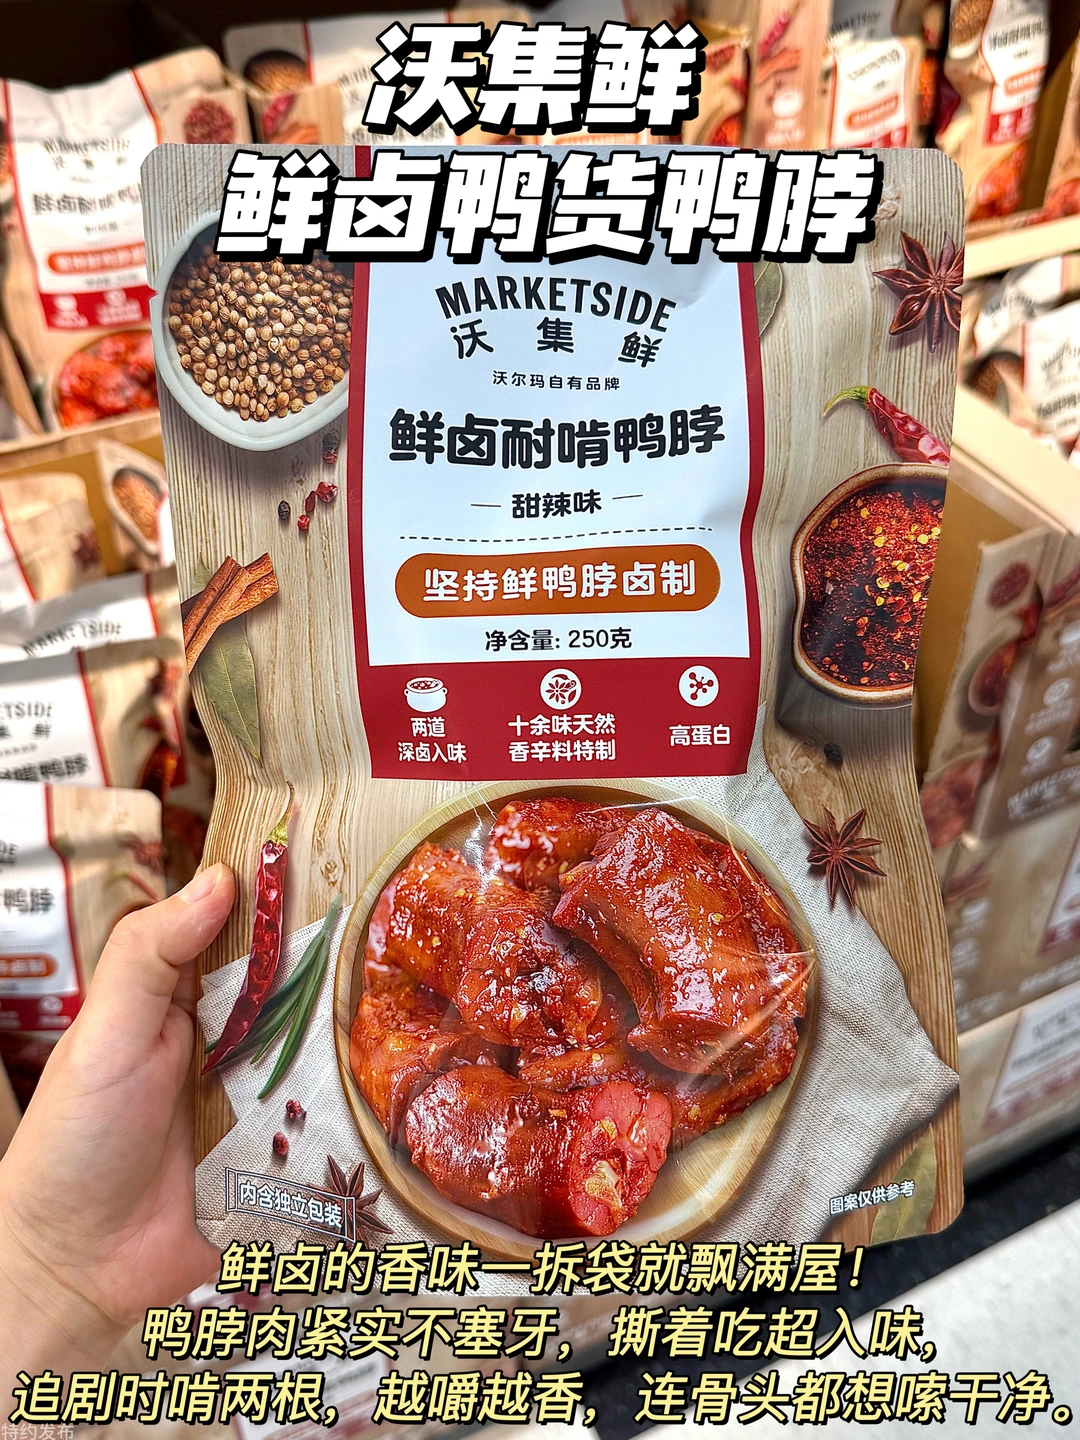 沃集鲜
鲜卤鸭货鸭脖
MARKETSIDE
沃集鲜
沃尔玛自有品牌
鲜卤耐啃鸭脖
甜辣味
坚持鲜鸭脖卤制
净含量: 250克
两道
深卤入味
十余味天然
香辛料特制
高蛋白
内含独立包装
图案仅供参考
鲜卤的香味一拆袋就飘满屋！
鸭脖肉紧实不塞牙，撕着吃超入味，
追剧时啃两根，越嚼越香，连骨头都想嗦干净。
特约发布